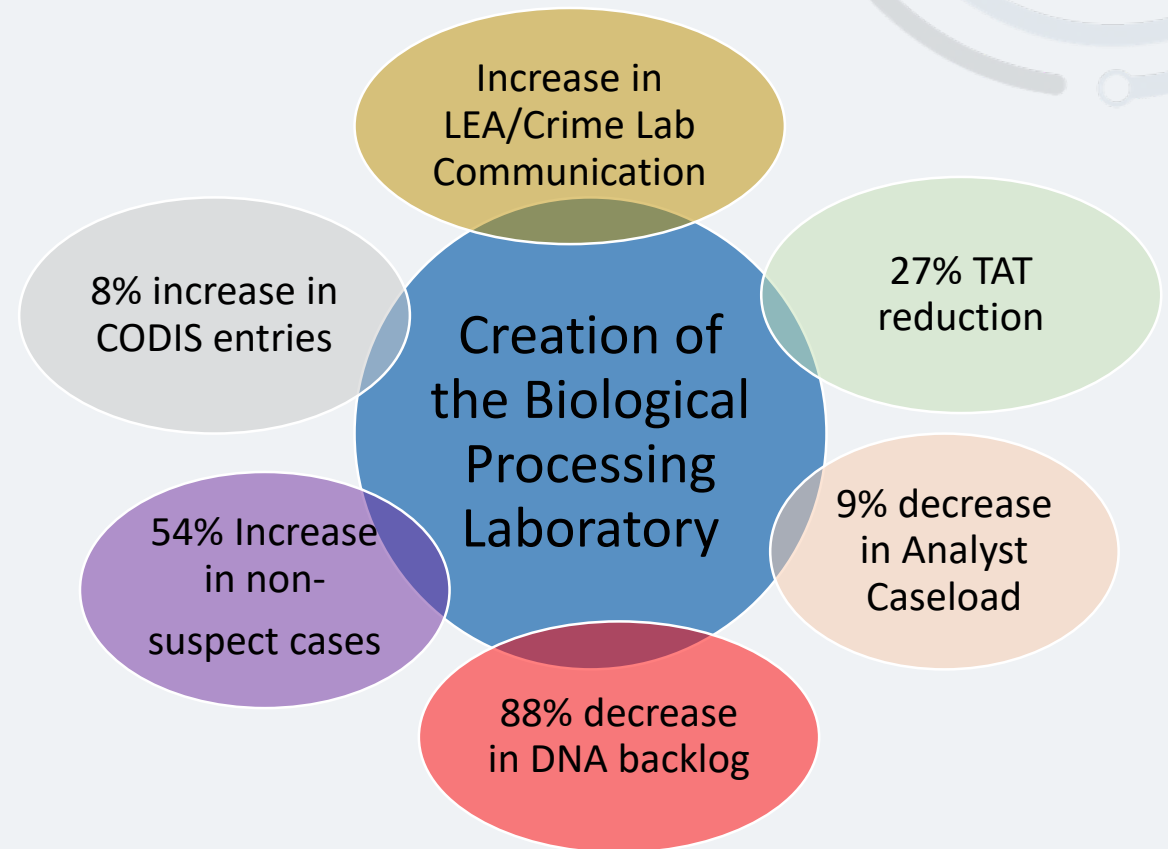 Increase in
LEA/Crime Lab
Communication
27% TAT
reduction
8% increase in
CODIS entries
Creation of
the Biological
Processing
Laboratory
9% decrease
in Analyst
Caseload
54% Increase
in non-
suspect cases
88% decrease
in DNA backlog